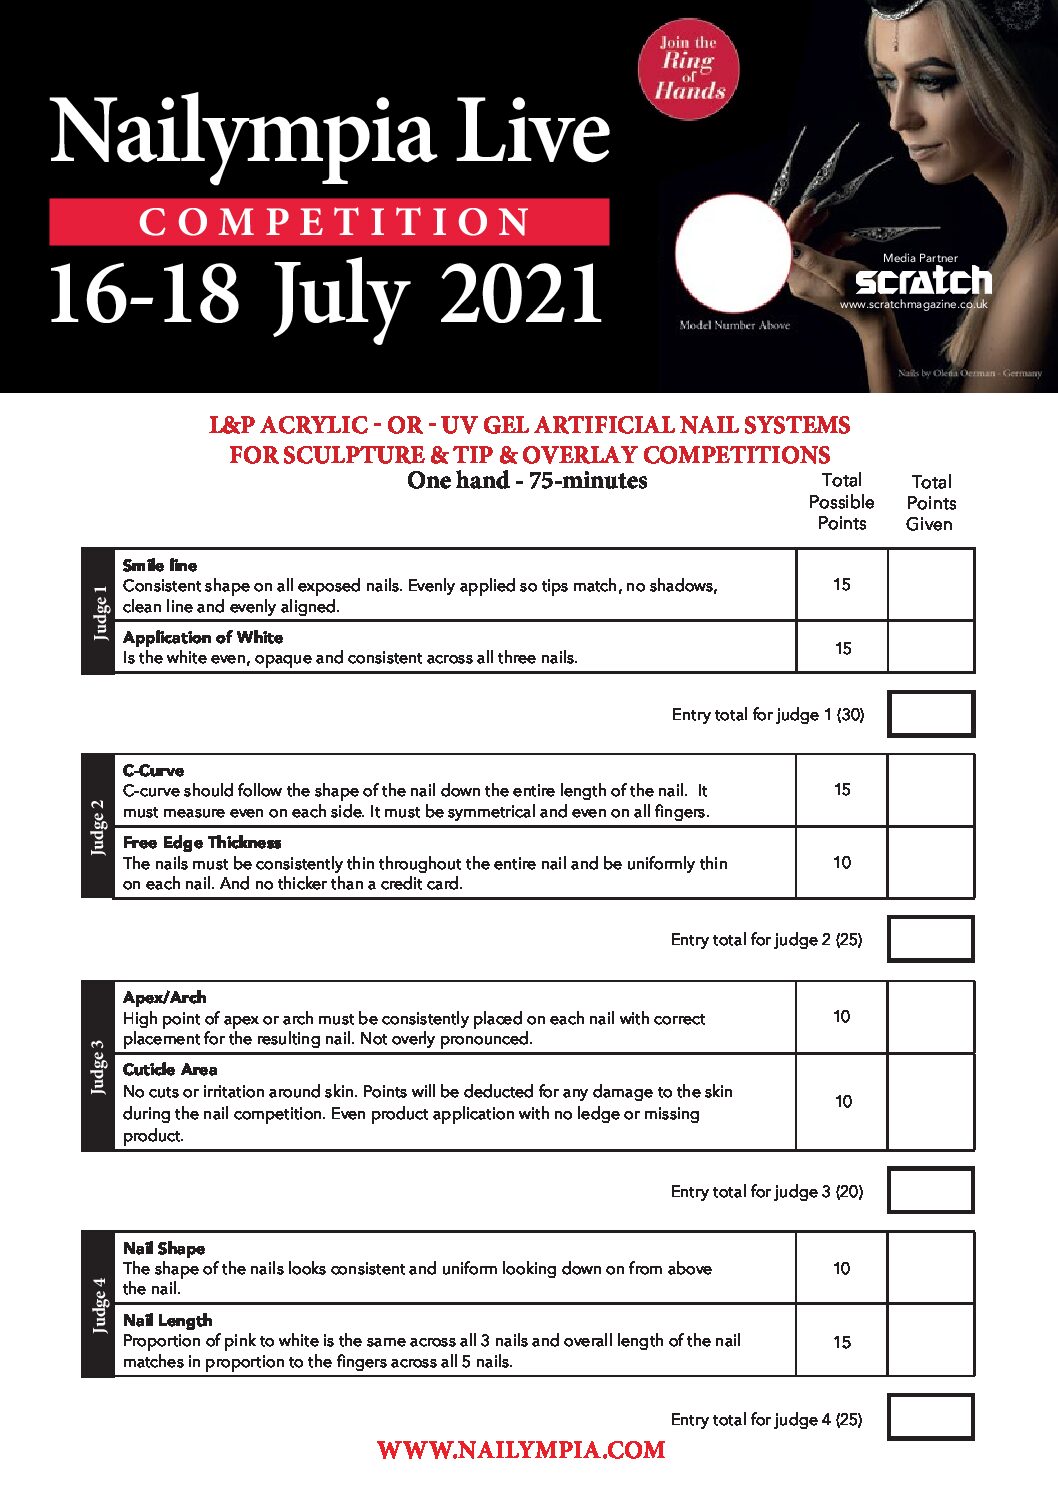 Join the
Ring
of
Hands
Nailympia Live
COMPETITION
16-18 July 2021
Media Partner
scratch
www.scratchmagazine.co.uk
Model Number Above
Nails by Olena Oezman - Germany
L&P ACRYLIC - OR - UV GEL ARTIFICIAL NAIL SYSTEMS
FOR SCULPTURE & TIP & OVERLAY COMPETITIONS
One hand - 75-minutes
Total
Possible
Points
Total
Points
Given
Judge 1
Smile line
Consistent shape on all exposed nails. Evenly applied so tips match, no shadows,
clean line and evenly aligned.
15
Application of White
Is the white even, opaque and consistent across all three nails.
15
Entry total for judge 1 (30)
Judge 2
C-Curve
C-curve should follow the shape of the nail down the entire length of the nail. It
must measure even on each side. It must be symmetrical and even on all fingers.
15
Free Edge Thickness
The nails must be consistently thin throughout the entire nail and be uniformly thin
on each nail. And no thicker than a credit card.
10
Entry total for judge 2 (25)
Judge 3
Apex/Arch
High point of apex or arch must be consistently placed on each nail with correct
placement for the resulting nail. Not overly pronounced.
10
Cuticle Area
No cuts or irritation around skin. Points will be deducted for any damage to the skin
during the nail competition. Even product application with no ledge or missing
product.
10
Entry total for judge 3 (20)
Judge 4
Nail Shape
The shape of the nails looks consistent and uniform looking down on from above
the nail.
10
Nail Length
Proportion of pink to white is the same across all 3 nails and overall length of the nail
matches in proportion to the fingers across all 5 nails.
15
Entry total for judge 4 (25)
WWW.NAILYMPIA.COM